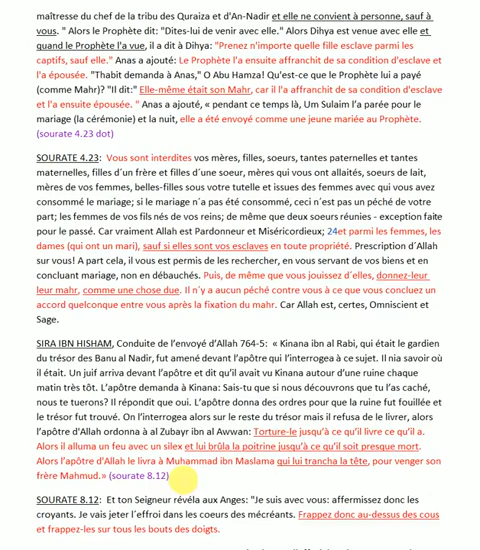 maîtresse du chef de la tribu des Quraiza et d'An-Nadir et elle ne convient à personne, sauf à
vous. " Alors le Prophète dit: "Dites-lui de venir avec elle." Alors Dihya est venue avec elle et
quand le Prophète l'a vue, il a dit à Dihya: "Prenez n'importe quelle fille esclave parmi les
captifs, sauf elle." Anas a ajouté: Le Prophète l'a ensuite affranchit de sa condition d'esclave et
l'a épousée. "Thabit demanda à Anas," O Abu Hamza! Qu'est-ce que le Prophète lui a payé
(comme Mahr)? "Il dit:" Elle-même était son Mahr, car il l'a affranchit de sa condition d'esclave
et l'a ensuite épousée. " Anas a ajouté, « pendant ce temps là, Um Sulaim l'a parée pour le
mariage (la cérémonie) et la nuit, elle a été envoyé comme une jeune mariée au Prophète.
(sourate 4.23 dot)
SOURATE 4.23: Vous sont interdites vos mères, filles, soeurs, tantes paternelles et tantes
maternelles, filles d'un frère et filles d'une soeur, mères qui vous ont allaités, soeurs de lait,
mères de vos femmes, belles-filles sous votre tutelle et issues des femmes avec qui vous avez
consommé le mariage; si le mariage n'a pas été consommé, ceci n'est pas un péché de votre
part; les femmes de vos fils nés de vos reins; de même que deux soeurs réunies - exception faite
pour le passé. Car vraiment Allah est Pardonneur et Miséricordieux; 24et parmi les femmes, les
dames (qui ont un mari), sauf si elles sont vos esclaves en toute propriété. Prescription d'Allah
sur vous! A part cela, il vous est permis de les rechercher, en vous servant de vos biens et en
concluant mariage, non en débauchés. Puis, de même que vous jouissez d'elles, donnez-leur
leur mahr, comme une chose due. Il n'y a aucun péché contre vous à ce que vous concluez un
accord quelconque entre vous après la fixation du mahr. Car Allah est, certes, Omniscient et
Sage.
SIRA IBN HISHAM, Conduite de l'envoyé d'Allah 764-5: « Kinana ibn al Rabi, qui était le gardien
du trésor des Banu al Nadir, fut amené devant l'apôtre qui l'interrogea à ce sujet. Il nia savoir où
il était. Un juif arriva devant l'apôtre et dit qu'il avait vu Kinana autour d'une ruine chaque
matin très tôt. L'apôtre demanda à Kinana: Sais-tu que si nous découvrons que tu l'as caché,
nous te tuerons? Il répondit que oui. L'apôtre donna des ordres pour que la ruine fut fouillée et
le trésor fut trouvé. On l'interrogea alors sur le reste du trésor mais il refusa de le livrer, alors
l'apôtre d'Allah ordonna à al Zubayr ibn al Awwan: Torture-le jusqu'à ce qu'il livre ce qu'il a.
Alors il alluma un feu avec un silex et lui brûla la poitrine jusqu'à ce qu'il soit presque mort.
Alors l'apôtre d'Allah le livra à Muhammad ibn Maslama qui lui trancha la tête, pour venger son
frère Mahmud.» (sourate 8.12)
SOURATE 8.12: Et ton Seigneur révéla aux Anges: "Je suis avec vous: affermissez donc les
croyants. Je vais jeter l'effroi dans les coeurs des mécréants. Frappez donc au-dessus des cous
et frappez-les sur tous les bouts des doigts.